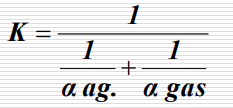 K = 1
1 + 1
α ag. α gas